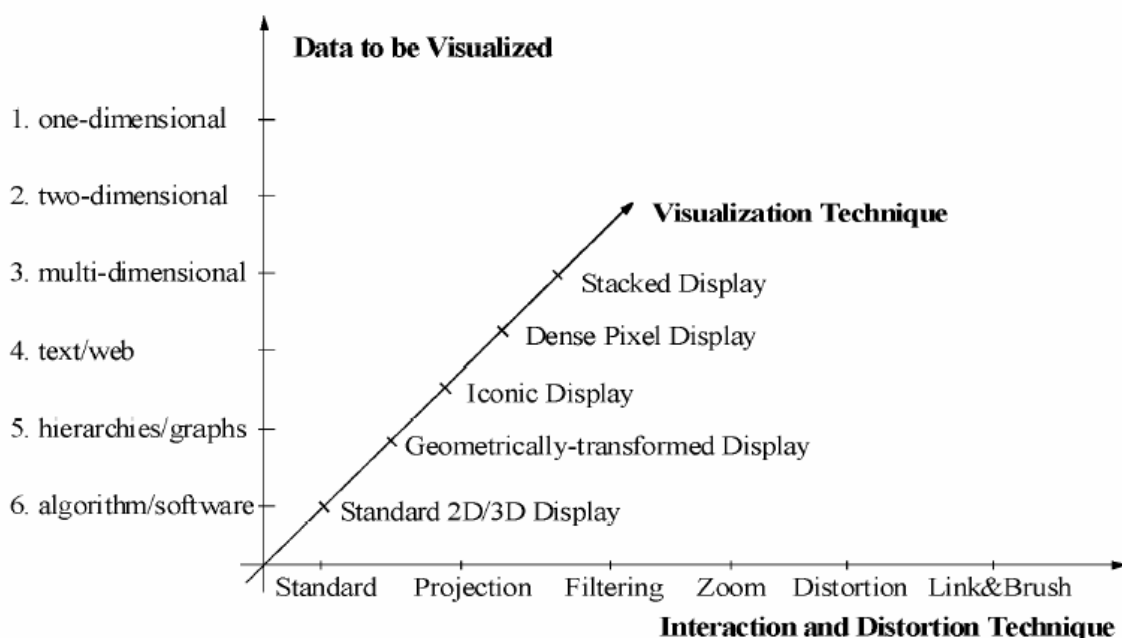 Data to be Visualized
1. one-dimensional
2. two-dimensional
Visualization Technique
3. multi-dimensional
Stacked Display
Dense Pixel Display
4. text/web
Iconic Display
5. hierarchies/graphs
Geometrically-transformed Display
6. algorithm/software
Standard 2D/3D Display
Standard Projection Filtering Zoom Distortion Link&Brush
Interaction and Distortion Technique